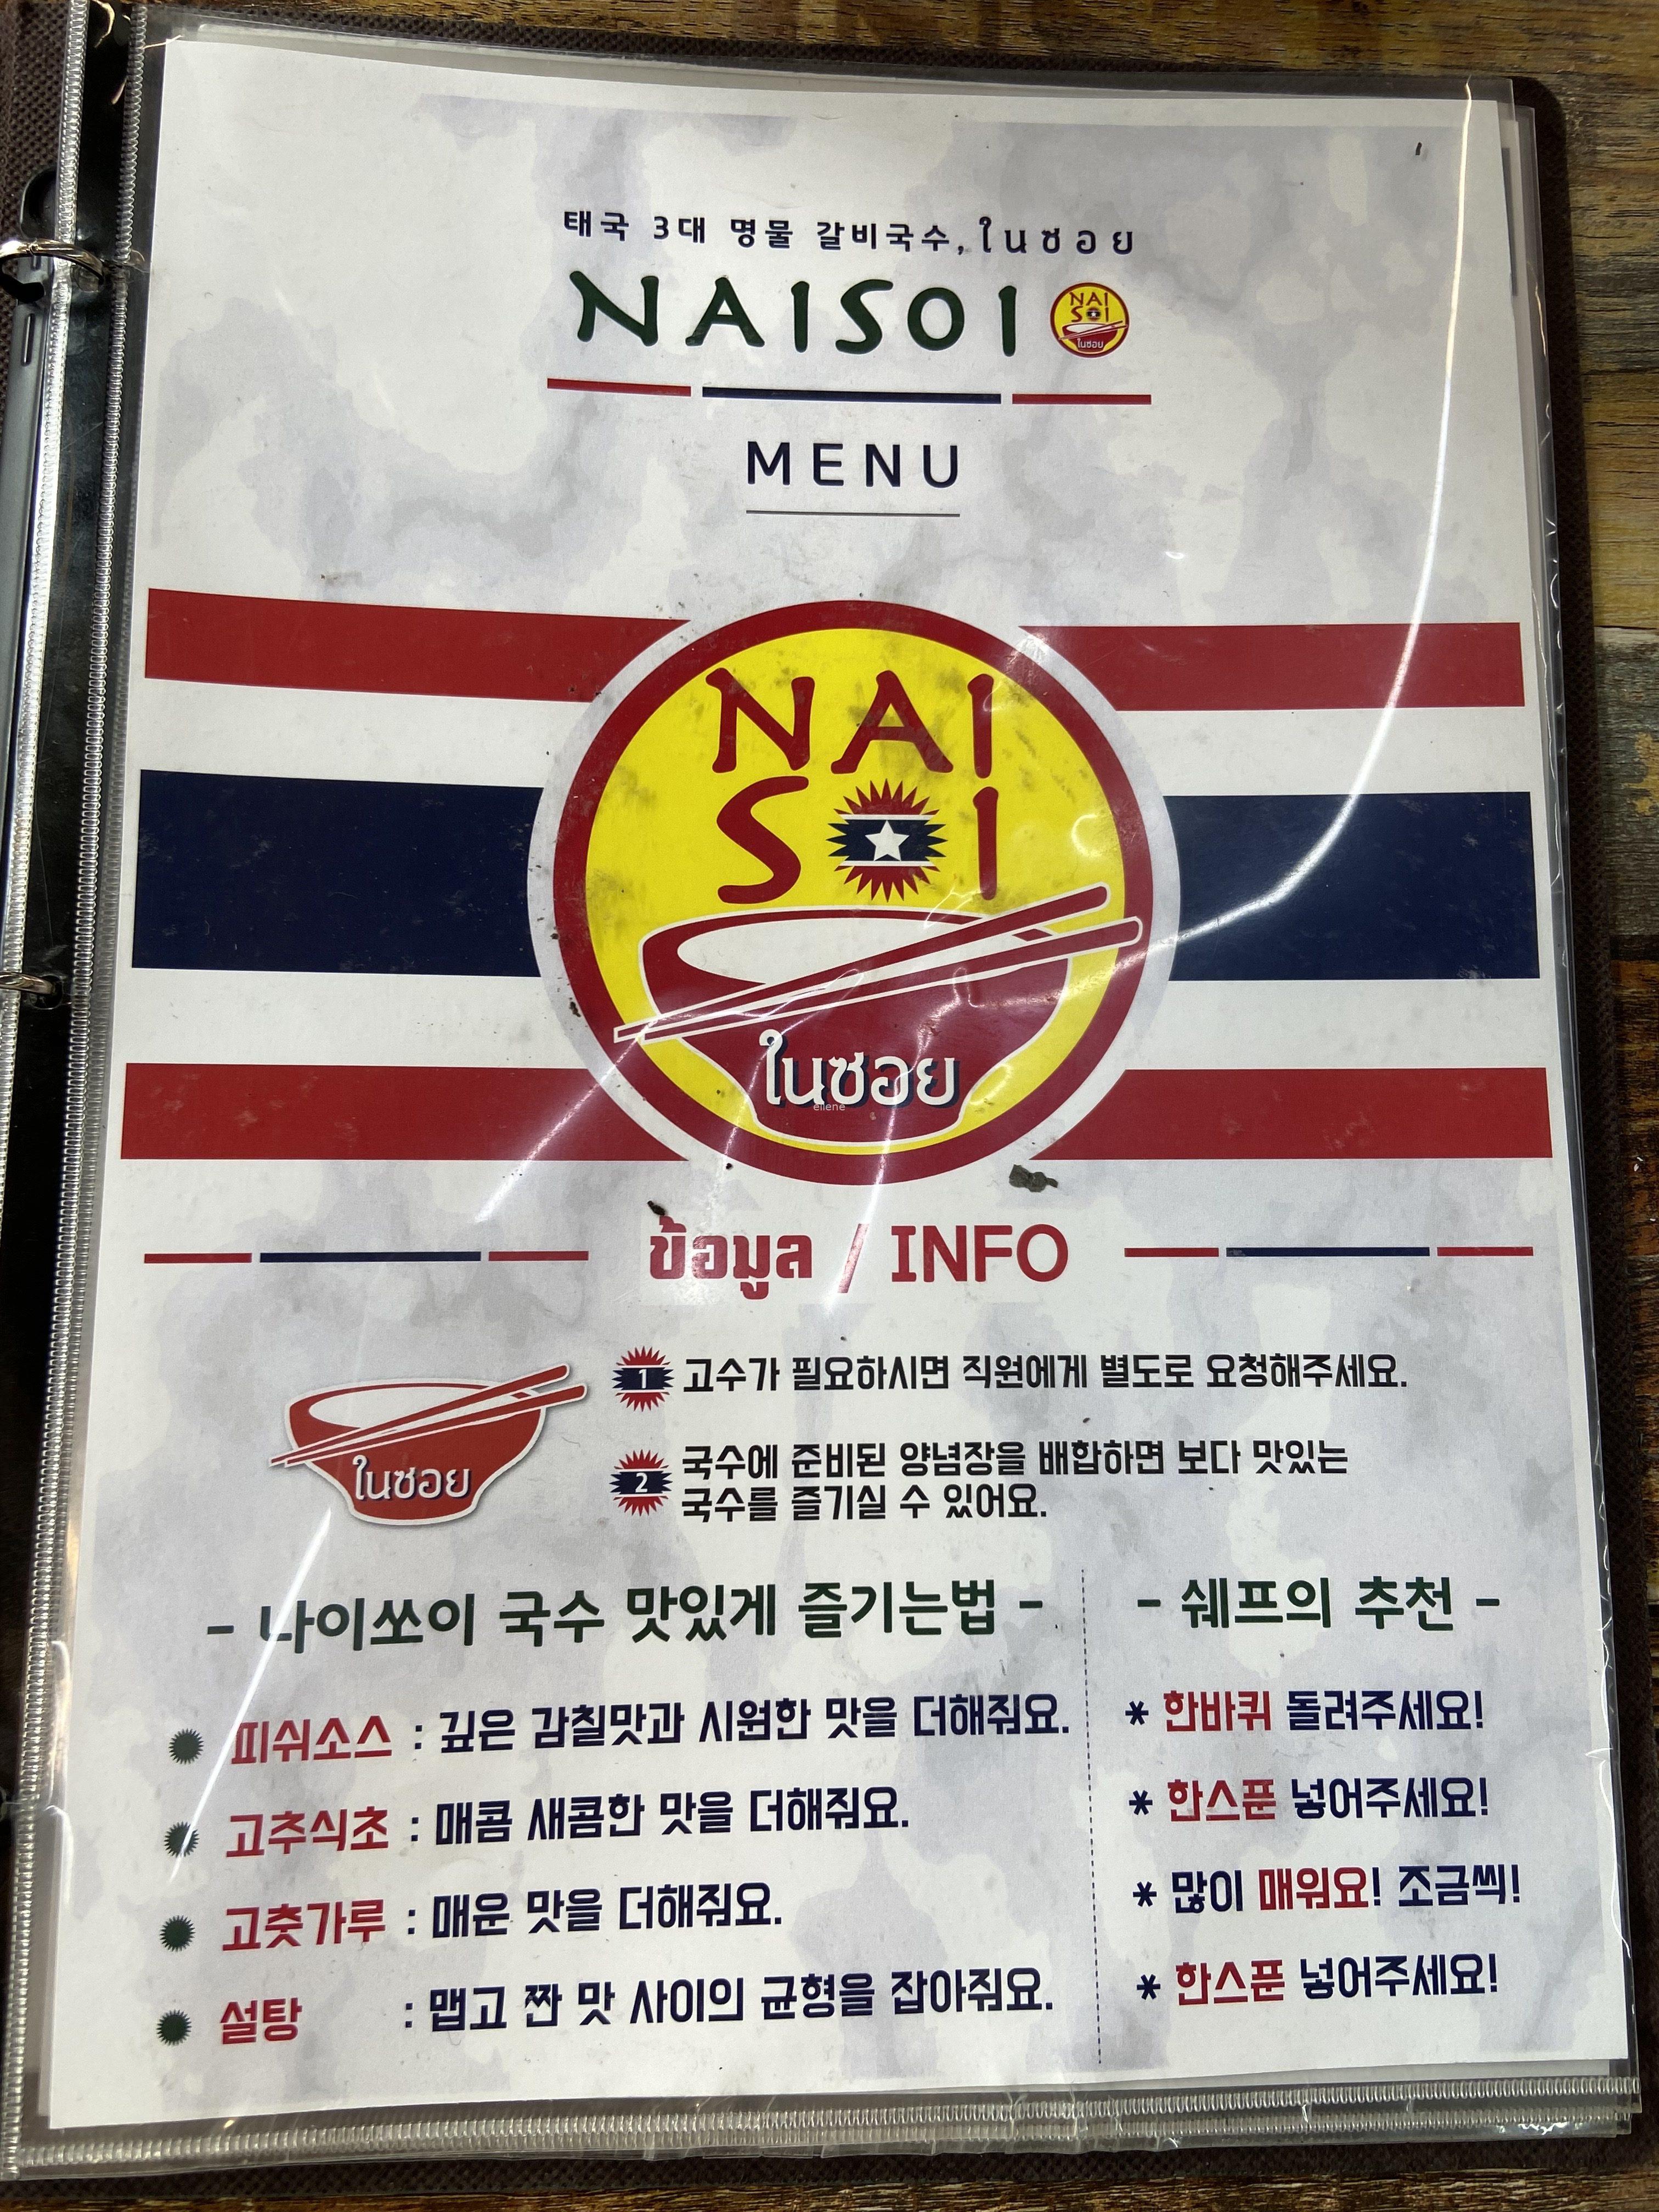 태국 3대 명물 갈비국수, ในซอย
NAISOI
NAI
SOI
ในซอย
MENU
NAI
SOI
ในซอย
eilene
ข้อมูล / INFO
ในซอย
1 고수가 필요하시면 직원에게 별도로 요청해주세요.
2 국수에 준비된 양념장을 배합하면 보다 맛있는
국수를 즐기실 수 있어요.
- 나이쏘이 국수 맛있게 즐기는법 -
피쉬소스 : 깊은 감칠맛과 시원한 맛을 더해줘요.
고추식초 : 매콤 새콤한 맛을 더해줘요.
고춧가루 : 매운 맛을 더해줘요.
설탕 : 맵고 짠 맛 사이의 균형을 잡아줘요.
- 쉐프의 추천 -
* 한바퀴 돌려주세요!
* 한스푼 넣어주세요!
* 많이 매워요! 조금씩!
* 한스푼 넣어주세요!